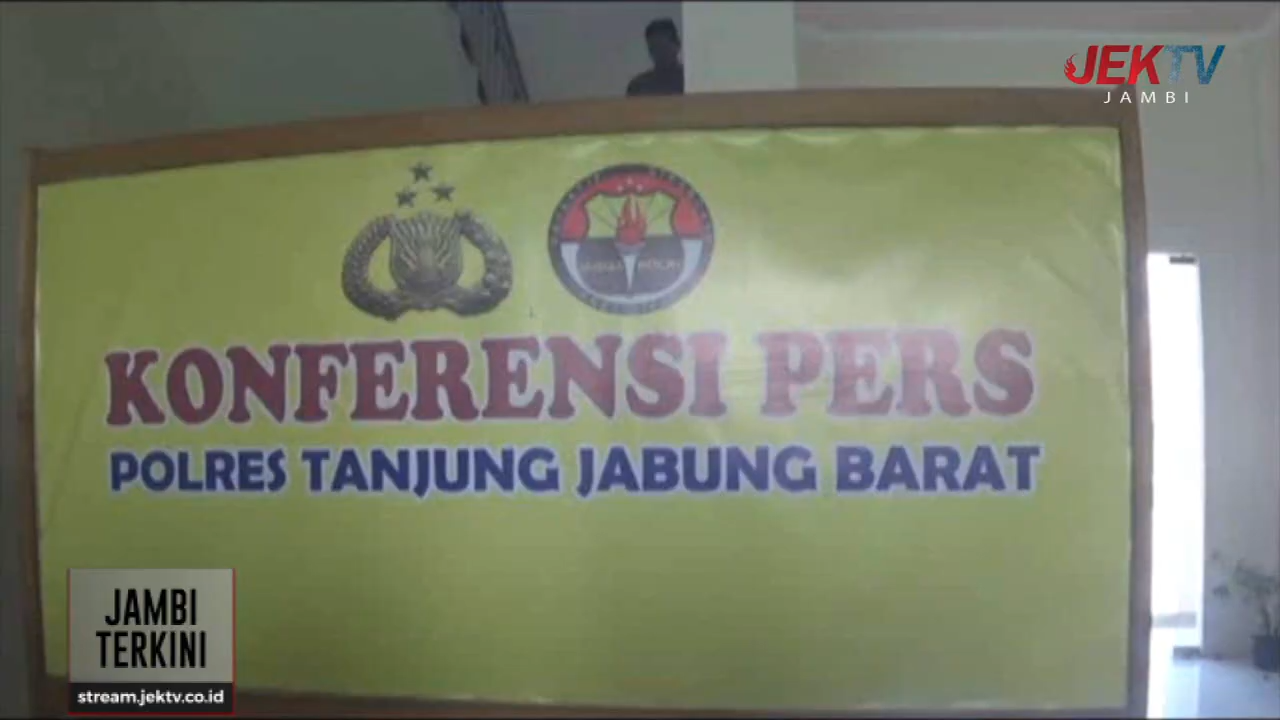 JEKTV
JAMBI
KONFERENSI PERS
POLRES TANJUNG JABUNG BARAT
JAMBI
TERKINI
stream.jektv.co.id